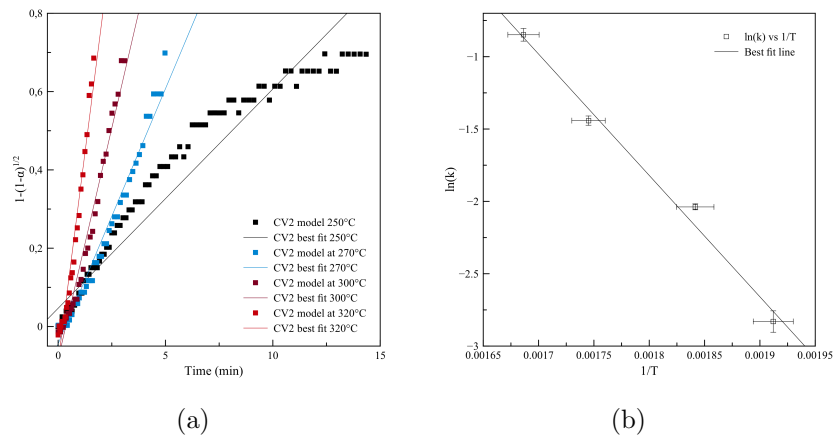 0,8
0,6
0,4
0,2
0
1-(1-α)^1/2
0
5
10
15
Time (min)
CV2 model 250°C
CV2 best fit 250°C
CV2 model at 270°C
CV2 best fit 270°C
CV2 model at 300°C
CV2 best fit 300°C
CV2 model at 320°C
CV2 best fit 320°C
(a)
−1
−1.5
−2
−2.5
−3
ln(k)
0.00165
0.0017
0.00175
0.0018
0.00185
0.0019
0.00195
1/T
ln(k) vs 1/T
Best fit line
(b)